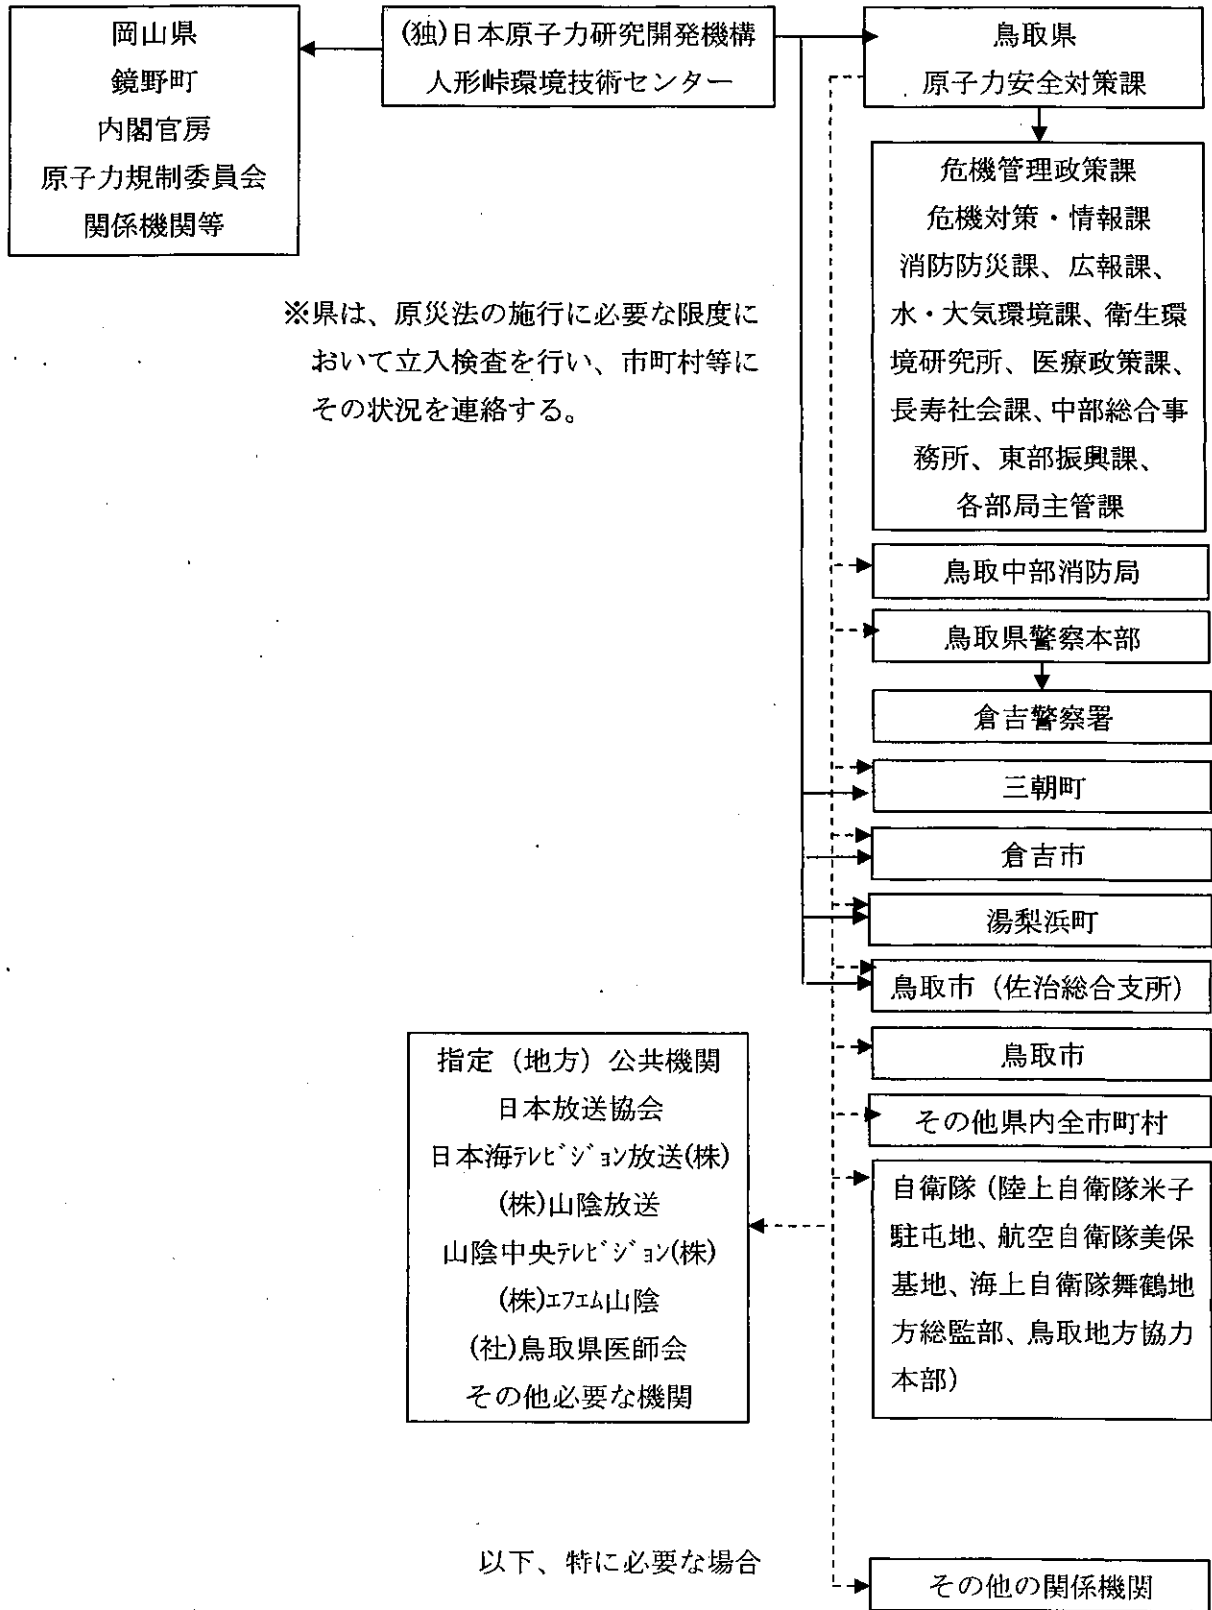 岡山県
鏡野町
内閣官房
原子力規制委員会
関係機関等
(独)日本原子力研究開発機構
人形峠環境技術センター
鳥取県
原子力安全対策課
危機管理政策課
危機対策・情報課
消防防災課、広報課、
水・大気環境課、衛生環
境研究所、医療政策課、
長寿社会課、中部総合事
務所、東部振興課、
各部局主管課
※県は、原災法の施行に必要な限度に
おいて立入検査を行い、市町村等に
その状況を連絡する。
鳥取中部消防局
鳥取県警察本部
倉吉警察署
三朝町
倉吉市
湯梨浜町
鳥取市（佐治総合支所）
鳥取市
その他県内全市町村
自衛隊（陸上自衛隊米子
駐屯地、航空自衛隊美保
基地、海上自衛隊舞鶴地
方総監部、鳥取地方協力
本部）
指定（地方）公共機関
日本放送協会
日本海ﾃﾚﾋﾞｼﾞｮﾝ放送(株)
(株)山陰放送
山陰中央ﾃﾚﾋﾞｼﾞｮﾝ(株)
(株)ｴﾌｴﾑ山陰
(社)鳥取県医師会
その他必要な機関
以下、特に必要な場合
その他の関係機関